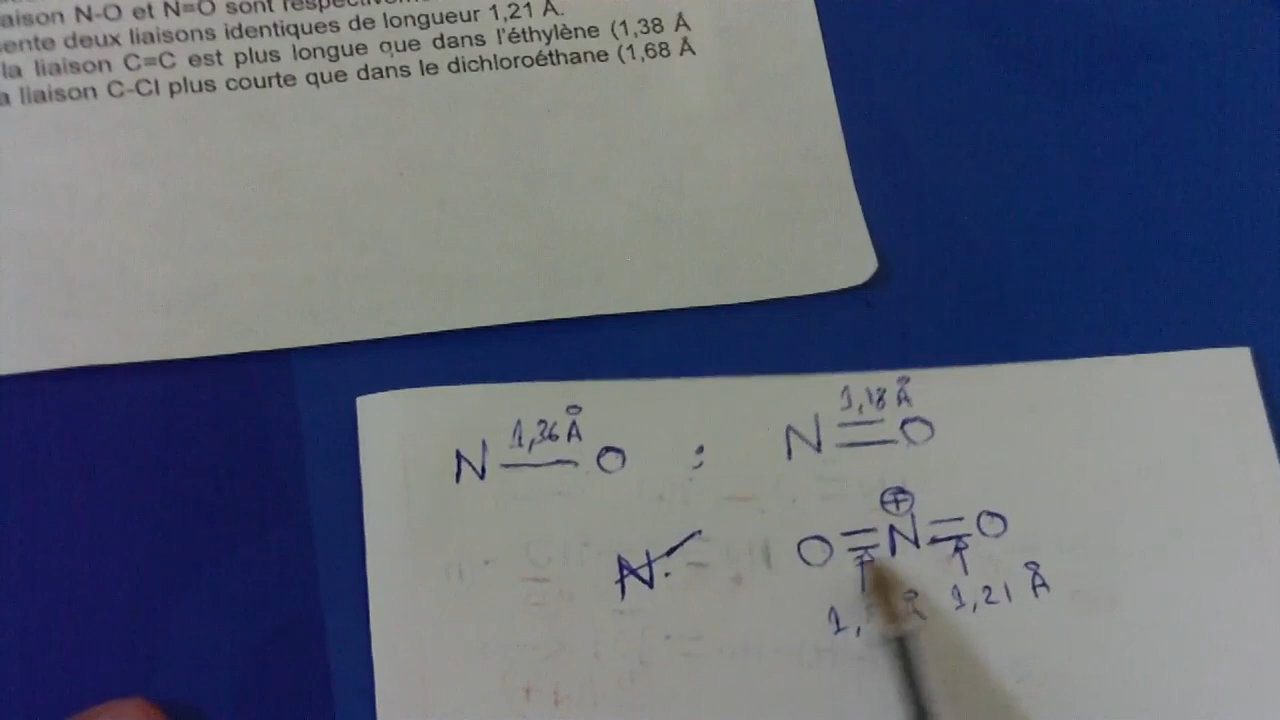 aison N-O et N=O sont
ente deux liaisons identiques de longueur 1,21 Å.
la liaison C=C est plus longue que dans l'éthylène (1,38 Å
a liaison C-Cl plus courte que dans le dichloroéthane (1,68 Å
N 1,36 Å O ; N 1,18 Å O
N
O = N ⊕ = O
1, Å 1,21 Å